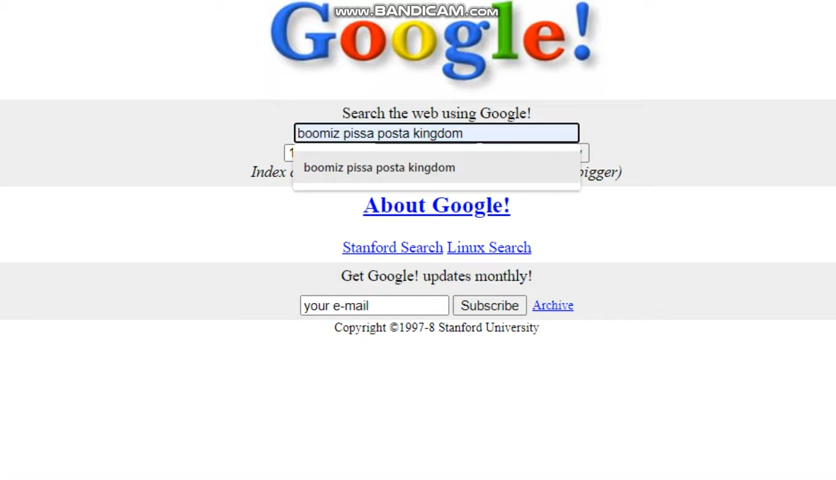 www.BANDICAM.com
Google!
Search the web using Google!
boomiz pissa posta kingdom
boomiz pissa posta kingdom
Index
bigger)
About Google!
Stanford Search Linux Search
Get Google! updates monthly!
your e-mail Subscribe Archive
Copyright ©1997-8 Stanford University